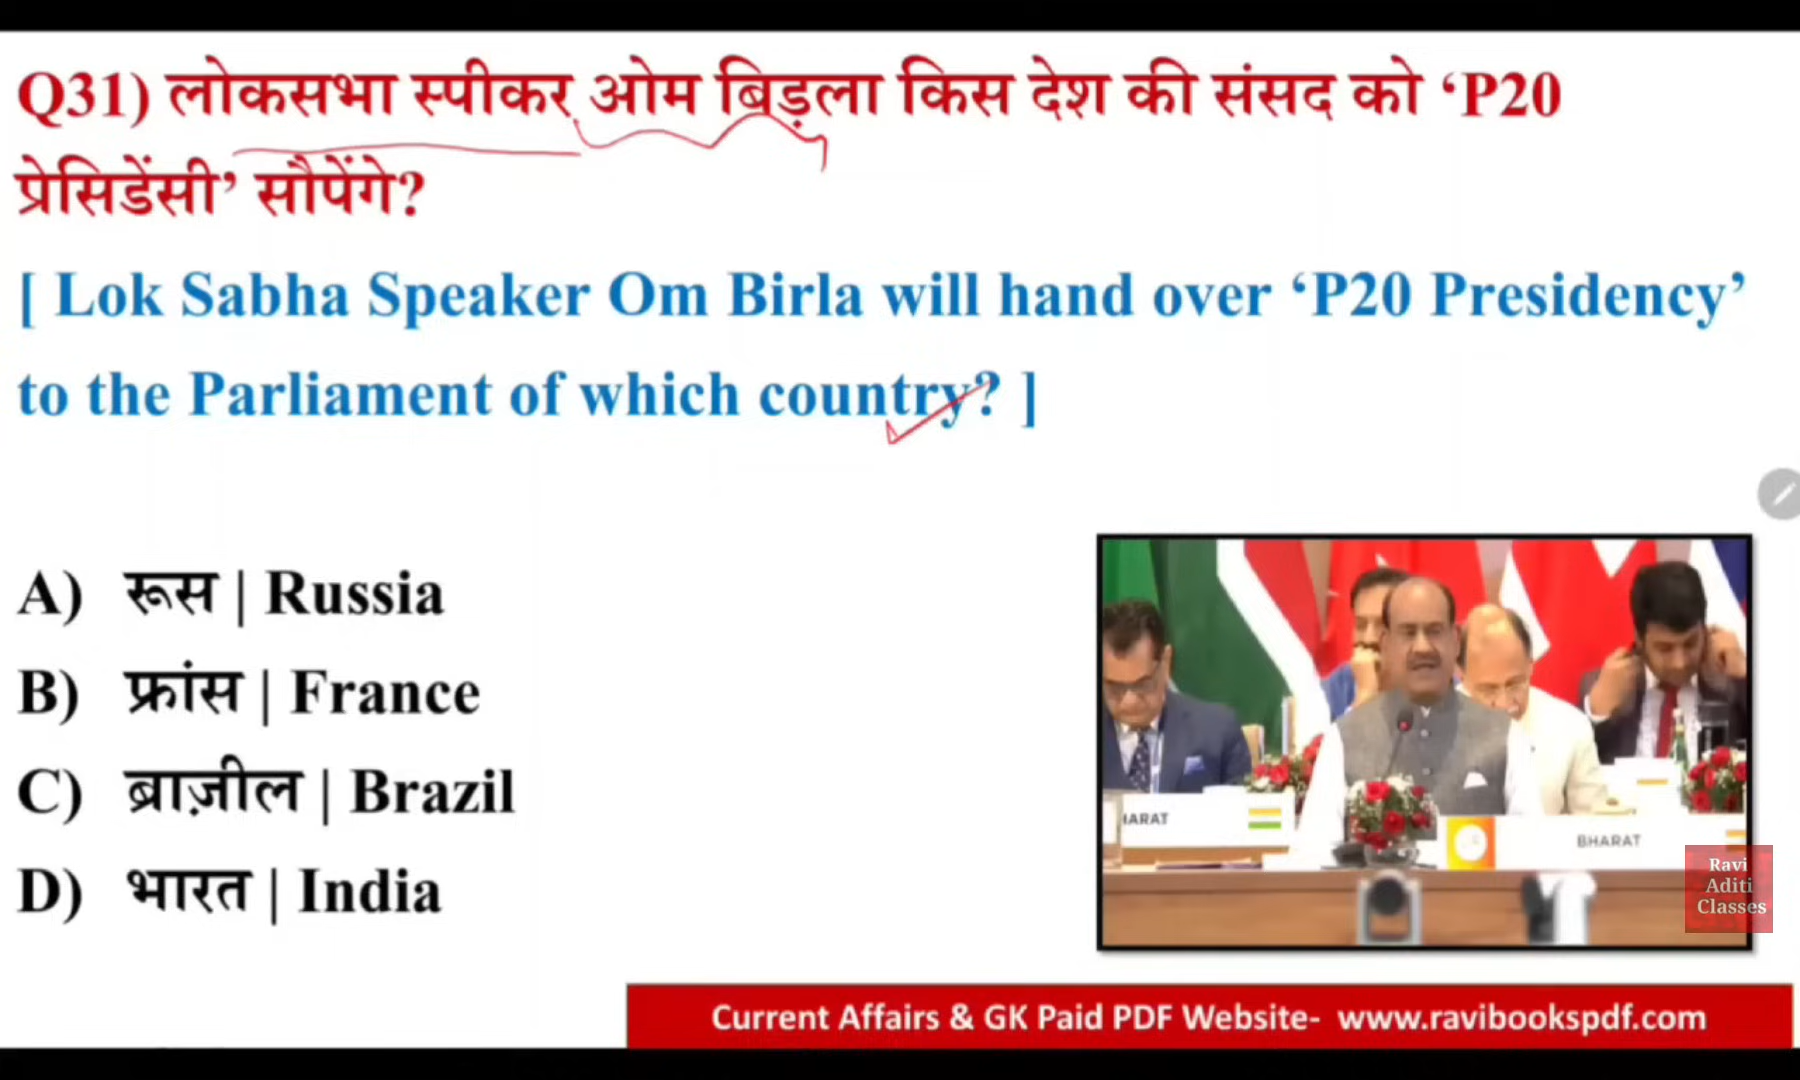 Q31) लोकसभा स्पीकर ओम बिड़ला किस देश की संसद को ‘P20
प्रेसिडेंसी’ सौपेंगे?
[ Lok Sabha Speaker Om Birla will hand over ‘P20 Presidency’
to the Parliament of which country? ]
A) रूस | Russia
B) फ्रांस | France
C) ब्राज़ील | Brazil
D) भारत | India
IARAT
BHARAT
Ravi
Aditi
Classes
Current Affairs & GK Paid PDF Website- www.ravibookspdf.com